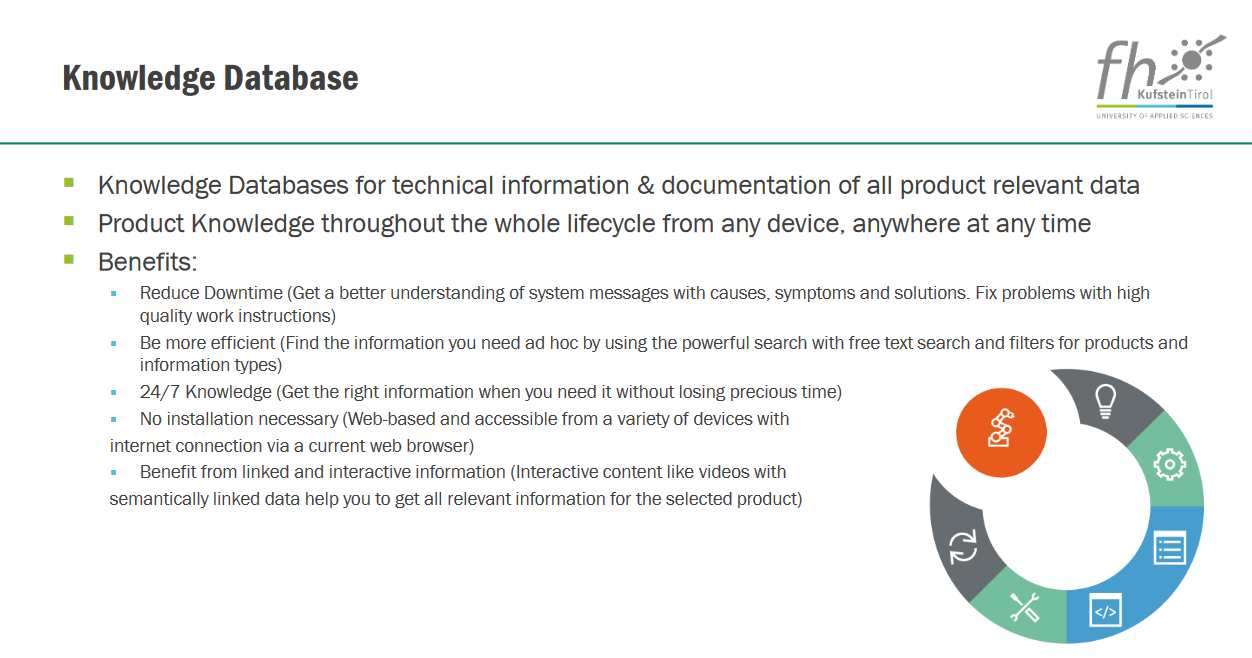 Knowledge Database
fh
KufsteinTirol
UNIVERSITY OF APPLIED SCIENCES
Knowledge Databases for technical information & documentation of all product relevant data
Product Knowledge throughout the whole lifecycle from any device, anywhere at any time
Benefits:
Reduce Downtime (Get a better understanding of system messages with causes, symptoms and solutions. Fix problems with high
quality work instructions)
Be more efficient (Find the information you need ad hoc by using the powerful search with free text search and filters for products and
information types)
24/7 Knowledge (Get the right information when you need it without losing precious time)
No installation necessary (Web-based and accessible from a variety of devices with
internet connection via a current web browser)
Benefit from linked and interactive information (Interactive content like videos with
semantically linked data help you to get all relevant information for the selected product)
</>